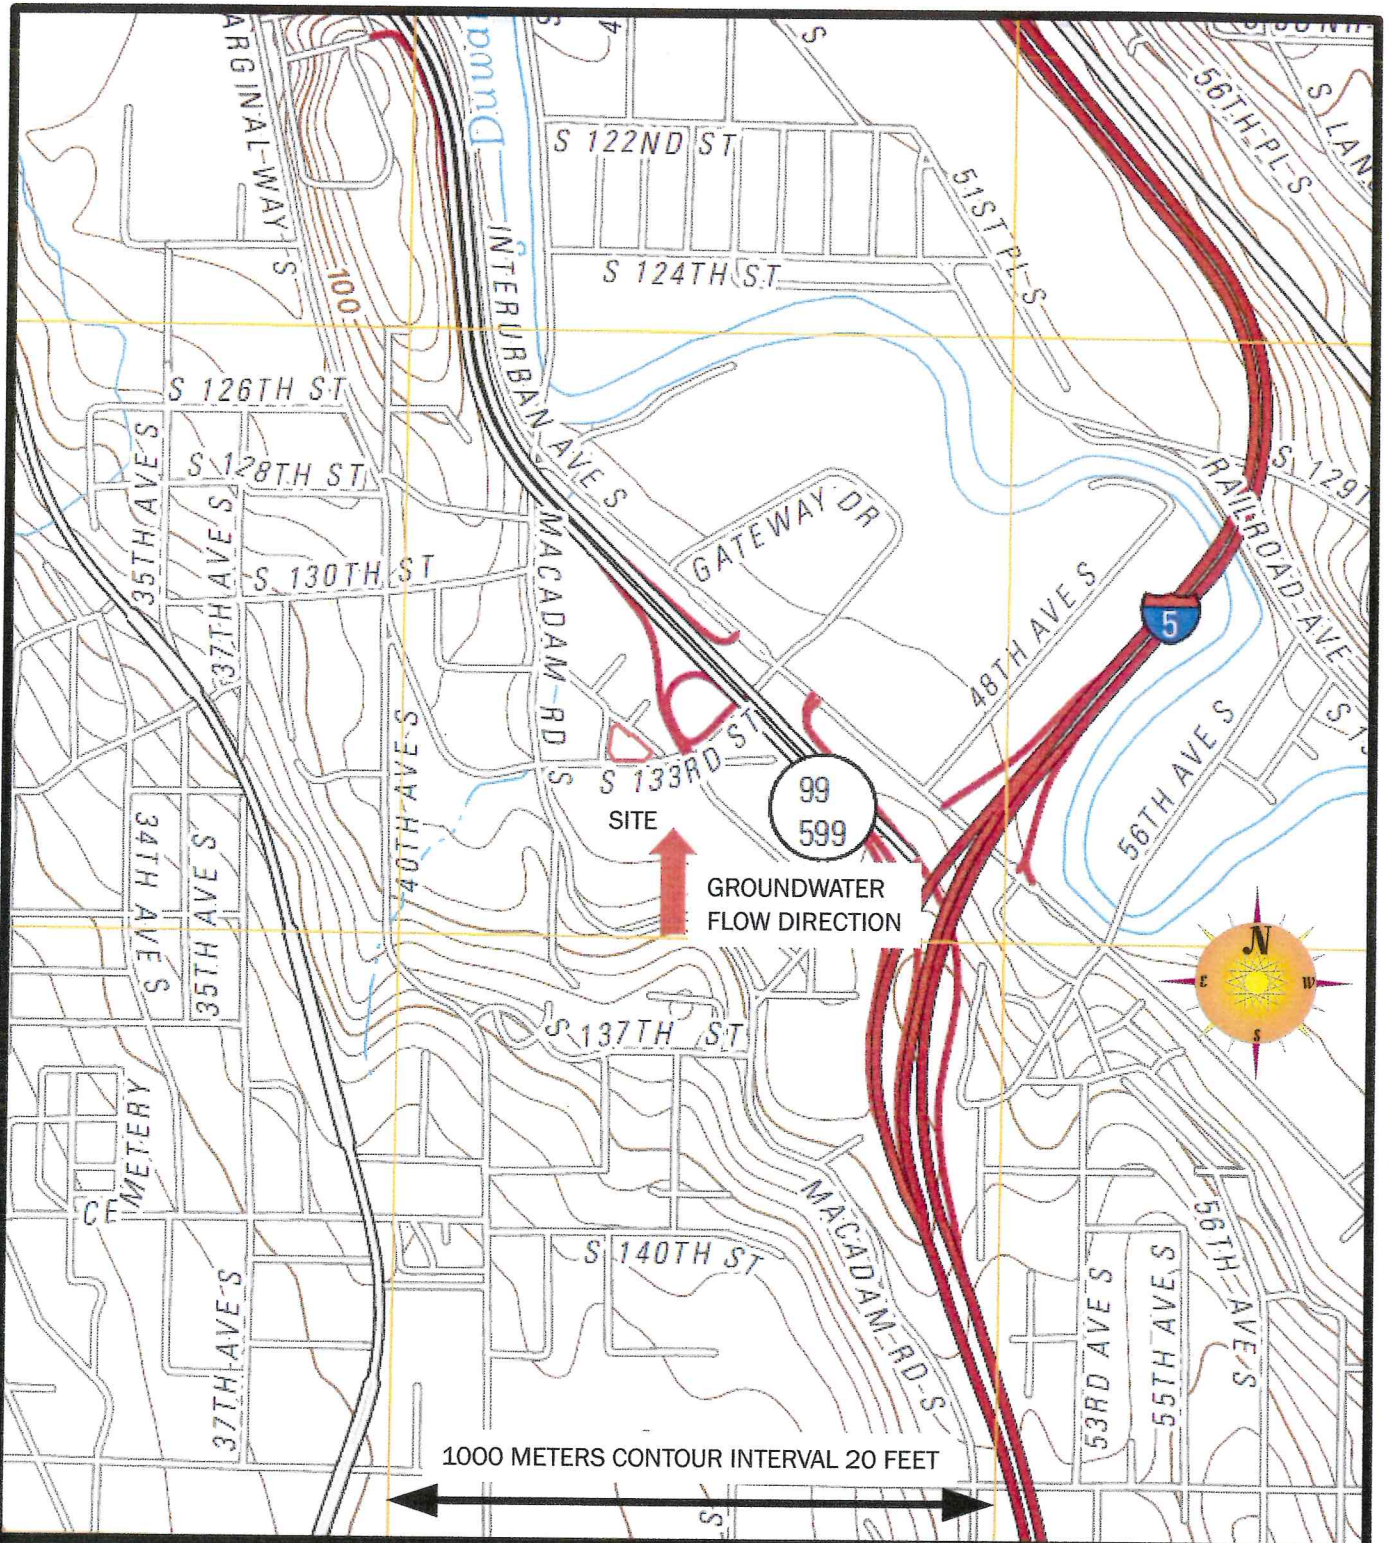 ARGINAL-WAY S
Duwa
S
4
S
56TH PL S
S LAN
S 122ND ST
51ST PL S
INTERURBAN AVE S
S 124TH ST
100
S 126TH ST
35TH AVE S
S 128TH ST
37TH AVE S
S 130TH ST
MACADAM-RD S
GATEWAY DR
RAILROAD-AVE
S 129T
48TH AVE S
5
40TH AVE S
S 133RD ST
56TH AVE S
S 13
99
599
SITE
34TH AVE S
35TH AVE S
GROUNDWATER
FLOW DIRECTION
N
E
W
S
S 137TH ST
CEMETERY
MACADAM-RD-S
56TH AVE S
S 140TH ST
37TH AVE S
53RD AVE S
55TH AVE S
1000 METERS CONTOUR INTERVAL 20 FEET
S